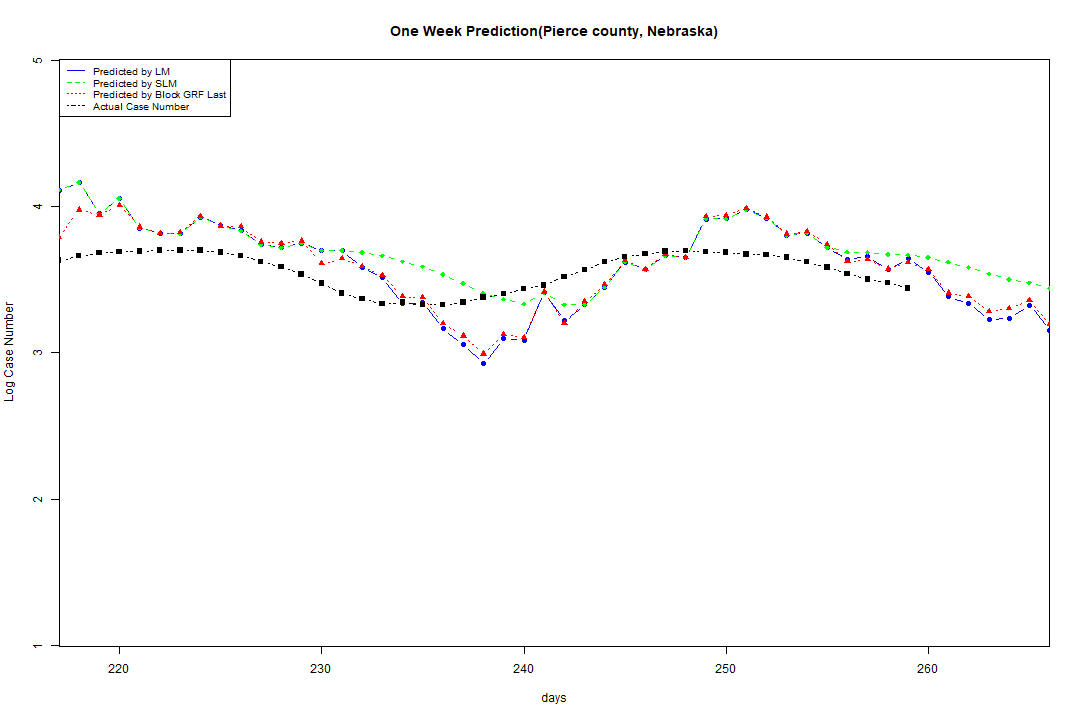 One Week Prediction(Pierce county, Nebraska)
5
Predicted by LM
Predicted by SLM
Predicted by Block GRF Last
Actual Case Number
4
3
2
1
Log Case Number
220 230 240 250 260
days